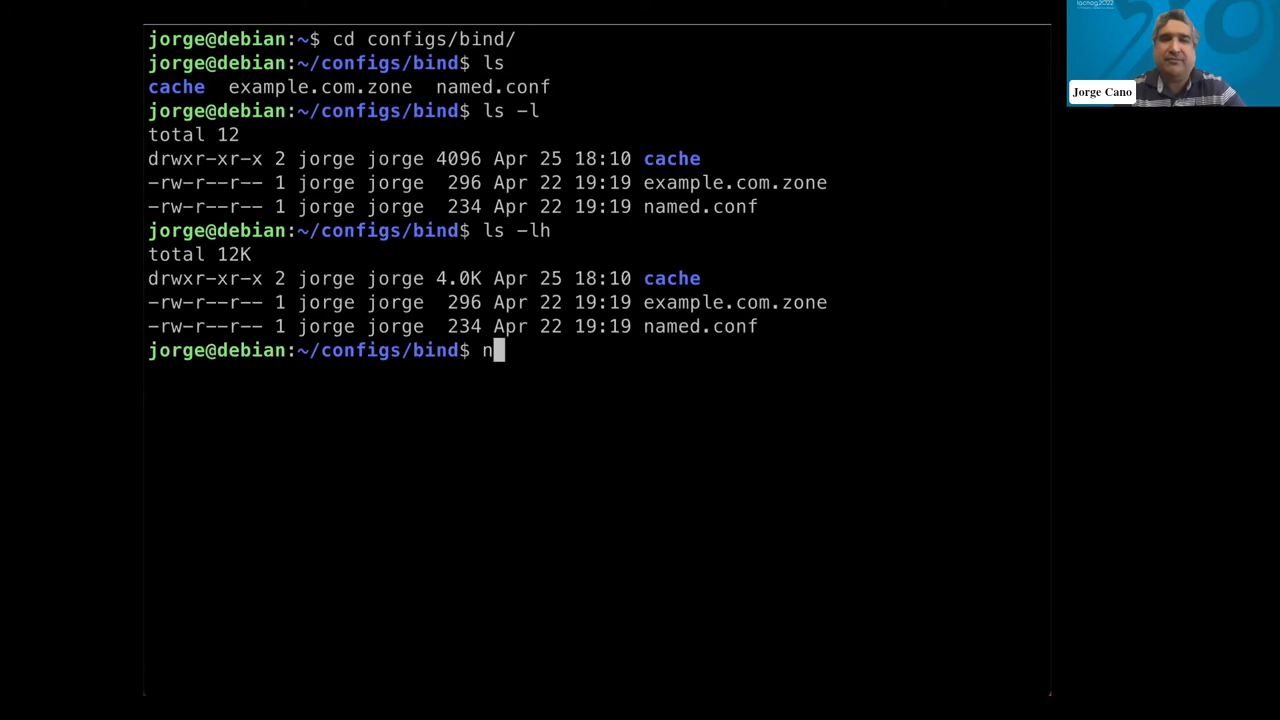 jorge@debian:~$ cd configs/bind/
jorge@debian:~/configs/bind$ ls
cache  example.com.zone  named.conf
jorge@debian:~/configs/bind$ ls -l
total 12
drwxr-xr-x 2 jorge jorge 4096 Apr 25 18:10 cache
-rw-r--r-- 1 jorge jorge  296 Apr 22 19:19 example.com.zone
-rw-r--r-- 1 jorge jorge  234 Apr 22 19:19 named.conf
jorge@debian:~/configs/bind$ ls -lh
total 12K
drwxr-xr-x 2 jorge jorge 4.0K Apr 25 18:10 cache
-rw-r--r-- 1 jorge jorge  296 Apr 22 19:19 example.com.zone
-rw-r--r-- 1 jorge jorge  234 Apr 22 19:19 named.conf
jorge@debian:~/configs/bind$ n
Jorge Cano